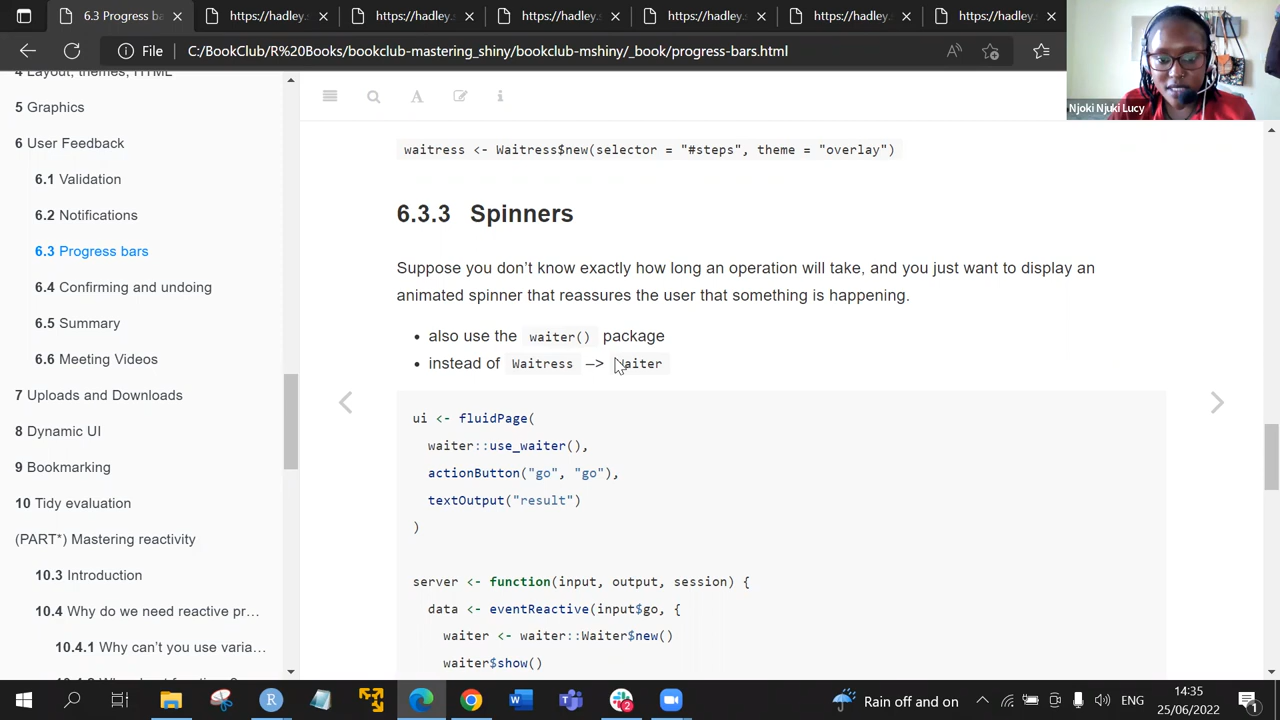 6.3 Progress ba
https://hadley.
https://hadley.
https://hadley.
https://hadley.
https://hadley.
https://hadley.
File
C:/BookClub/R%20Books/bookclub-mastering_shiny/bookclub-mshiny/_book/progress-bars.html
Njoki Njuki Lucy
4 Layout, themes, HTML
5 Graphics
6 User Feedback
6.1 Validation
6.2 Notifications
6.3 Progress bars
6.4 Confirming and undoing
6.5 Summary
6.6 Meeting Videos
7 Uploads and Downloads
8 Dynamic UI
9 Bookmarking
10 Tidy evaluation
(PART*) Mastering reactivity
10.3 Introduction
10.4 Why do we need reactive pr…
10.4.1 Why can't you use varia…
waitress <- Waitress$new(selector = "#steps", theme = "overlay")
6.3.3 Spinners
Suppose you don't know exactly how long an operation will take, and you just want to display an
animated spinner that reassures the user that something is happening.
• also use the waiter() package
• instead of Waitress –> Waiter
ui <- fluidPage(
waiter::use_waiter(),
actionButton("go", "go"),
textOutput("result")
)
server <- function(input, output, session) {
data <- eventReactive(input$go, {
waiter <- waiter::Waiter$new()
waiter$show()
Rain off and on
ENG
14:35
25/06/2022